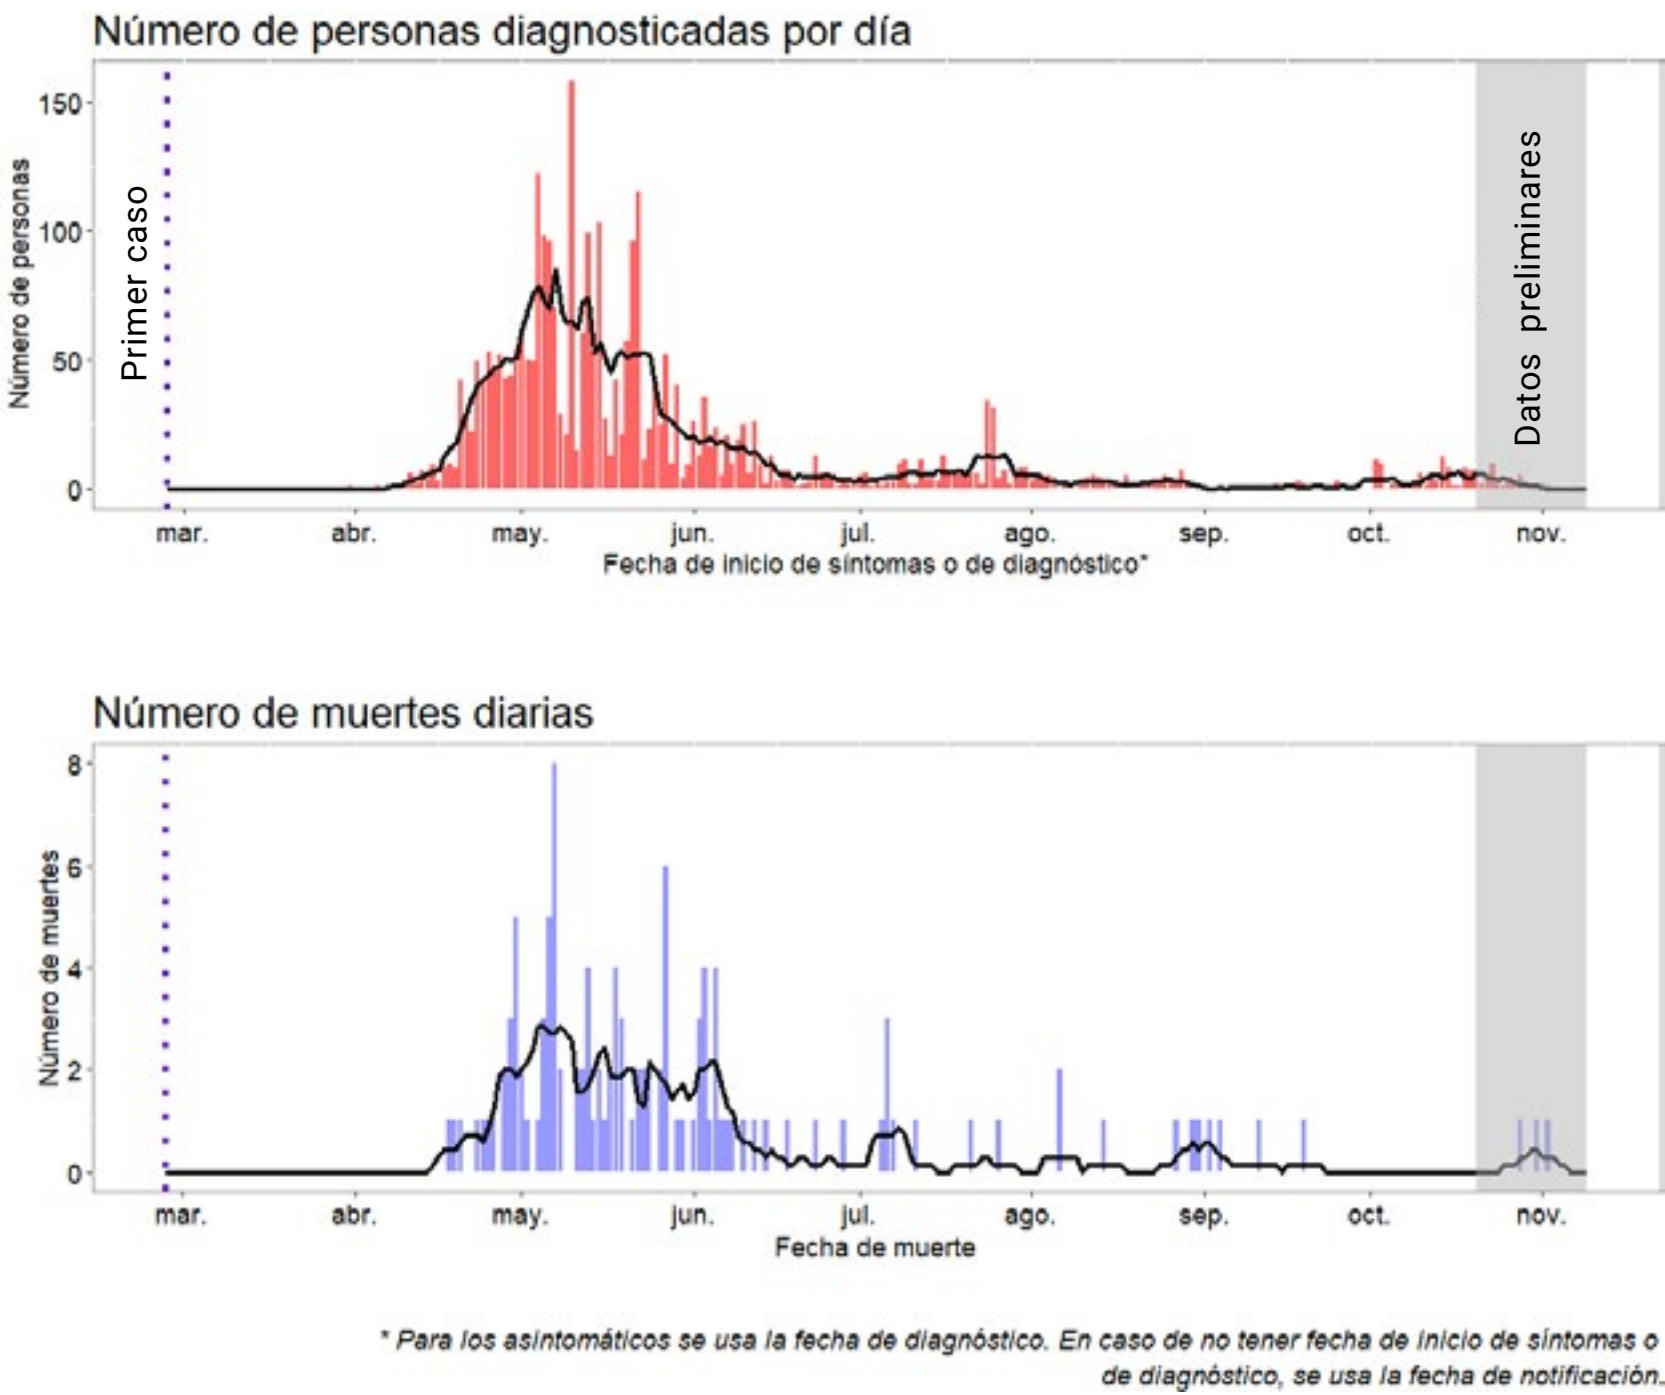 Número de personas diagnosticadas por día
Número de personas
150
100
50
0
Primer caso
Datos preliminares
mar. abr. may. jun. jul. ago. sep. oct. nov.
Fecha de inicio de síntomas o de diagnóstico*
Número de muertes diarias
Número de muertes
8
6
4
2
0
mar. abr. may. jun. jul. ago. sep. oct. nov.
Fecha de muerte
* Para los asintomáticos se usa la fecha de diagnóstico. En caso de no tener fecha de inicio de síntomas o
de diagnóstico, se usa la fecha de notificación.